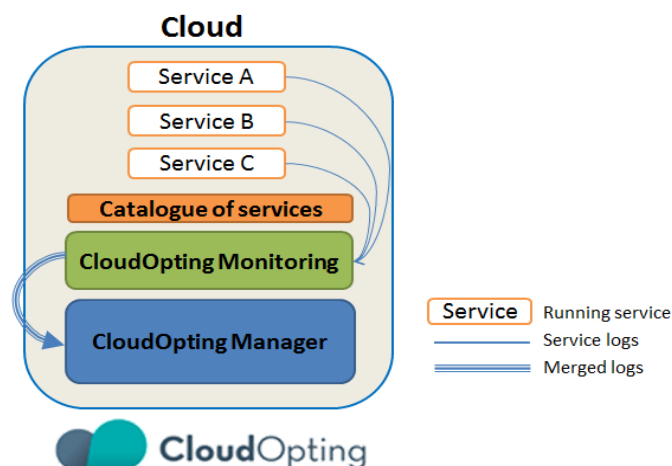 Cloud
Service A
Service B
Service C
Catalogue of services
CloudOpting Monitoring
CloudOpting Manager
Service Running service
Service logs
Merged logs
CloudOpting